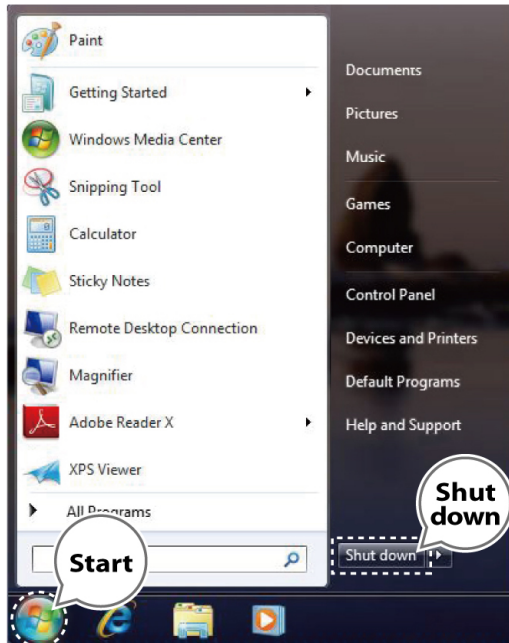 Paint
Getting Started
Windows Media Center
Snipping Tool
Calculator
Sticky Notes
Remote Desktop Connection
Magnifier
Adobe Reader X
XPS Viewer
All Programs
Documents
Pictures
Music
Games
Computer
Control Panel
Devices and Printers
Default Programs
Help and Support
Shut
down
Shut down
Start